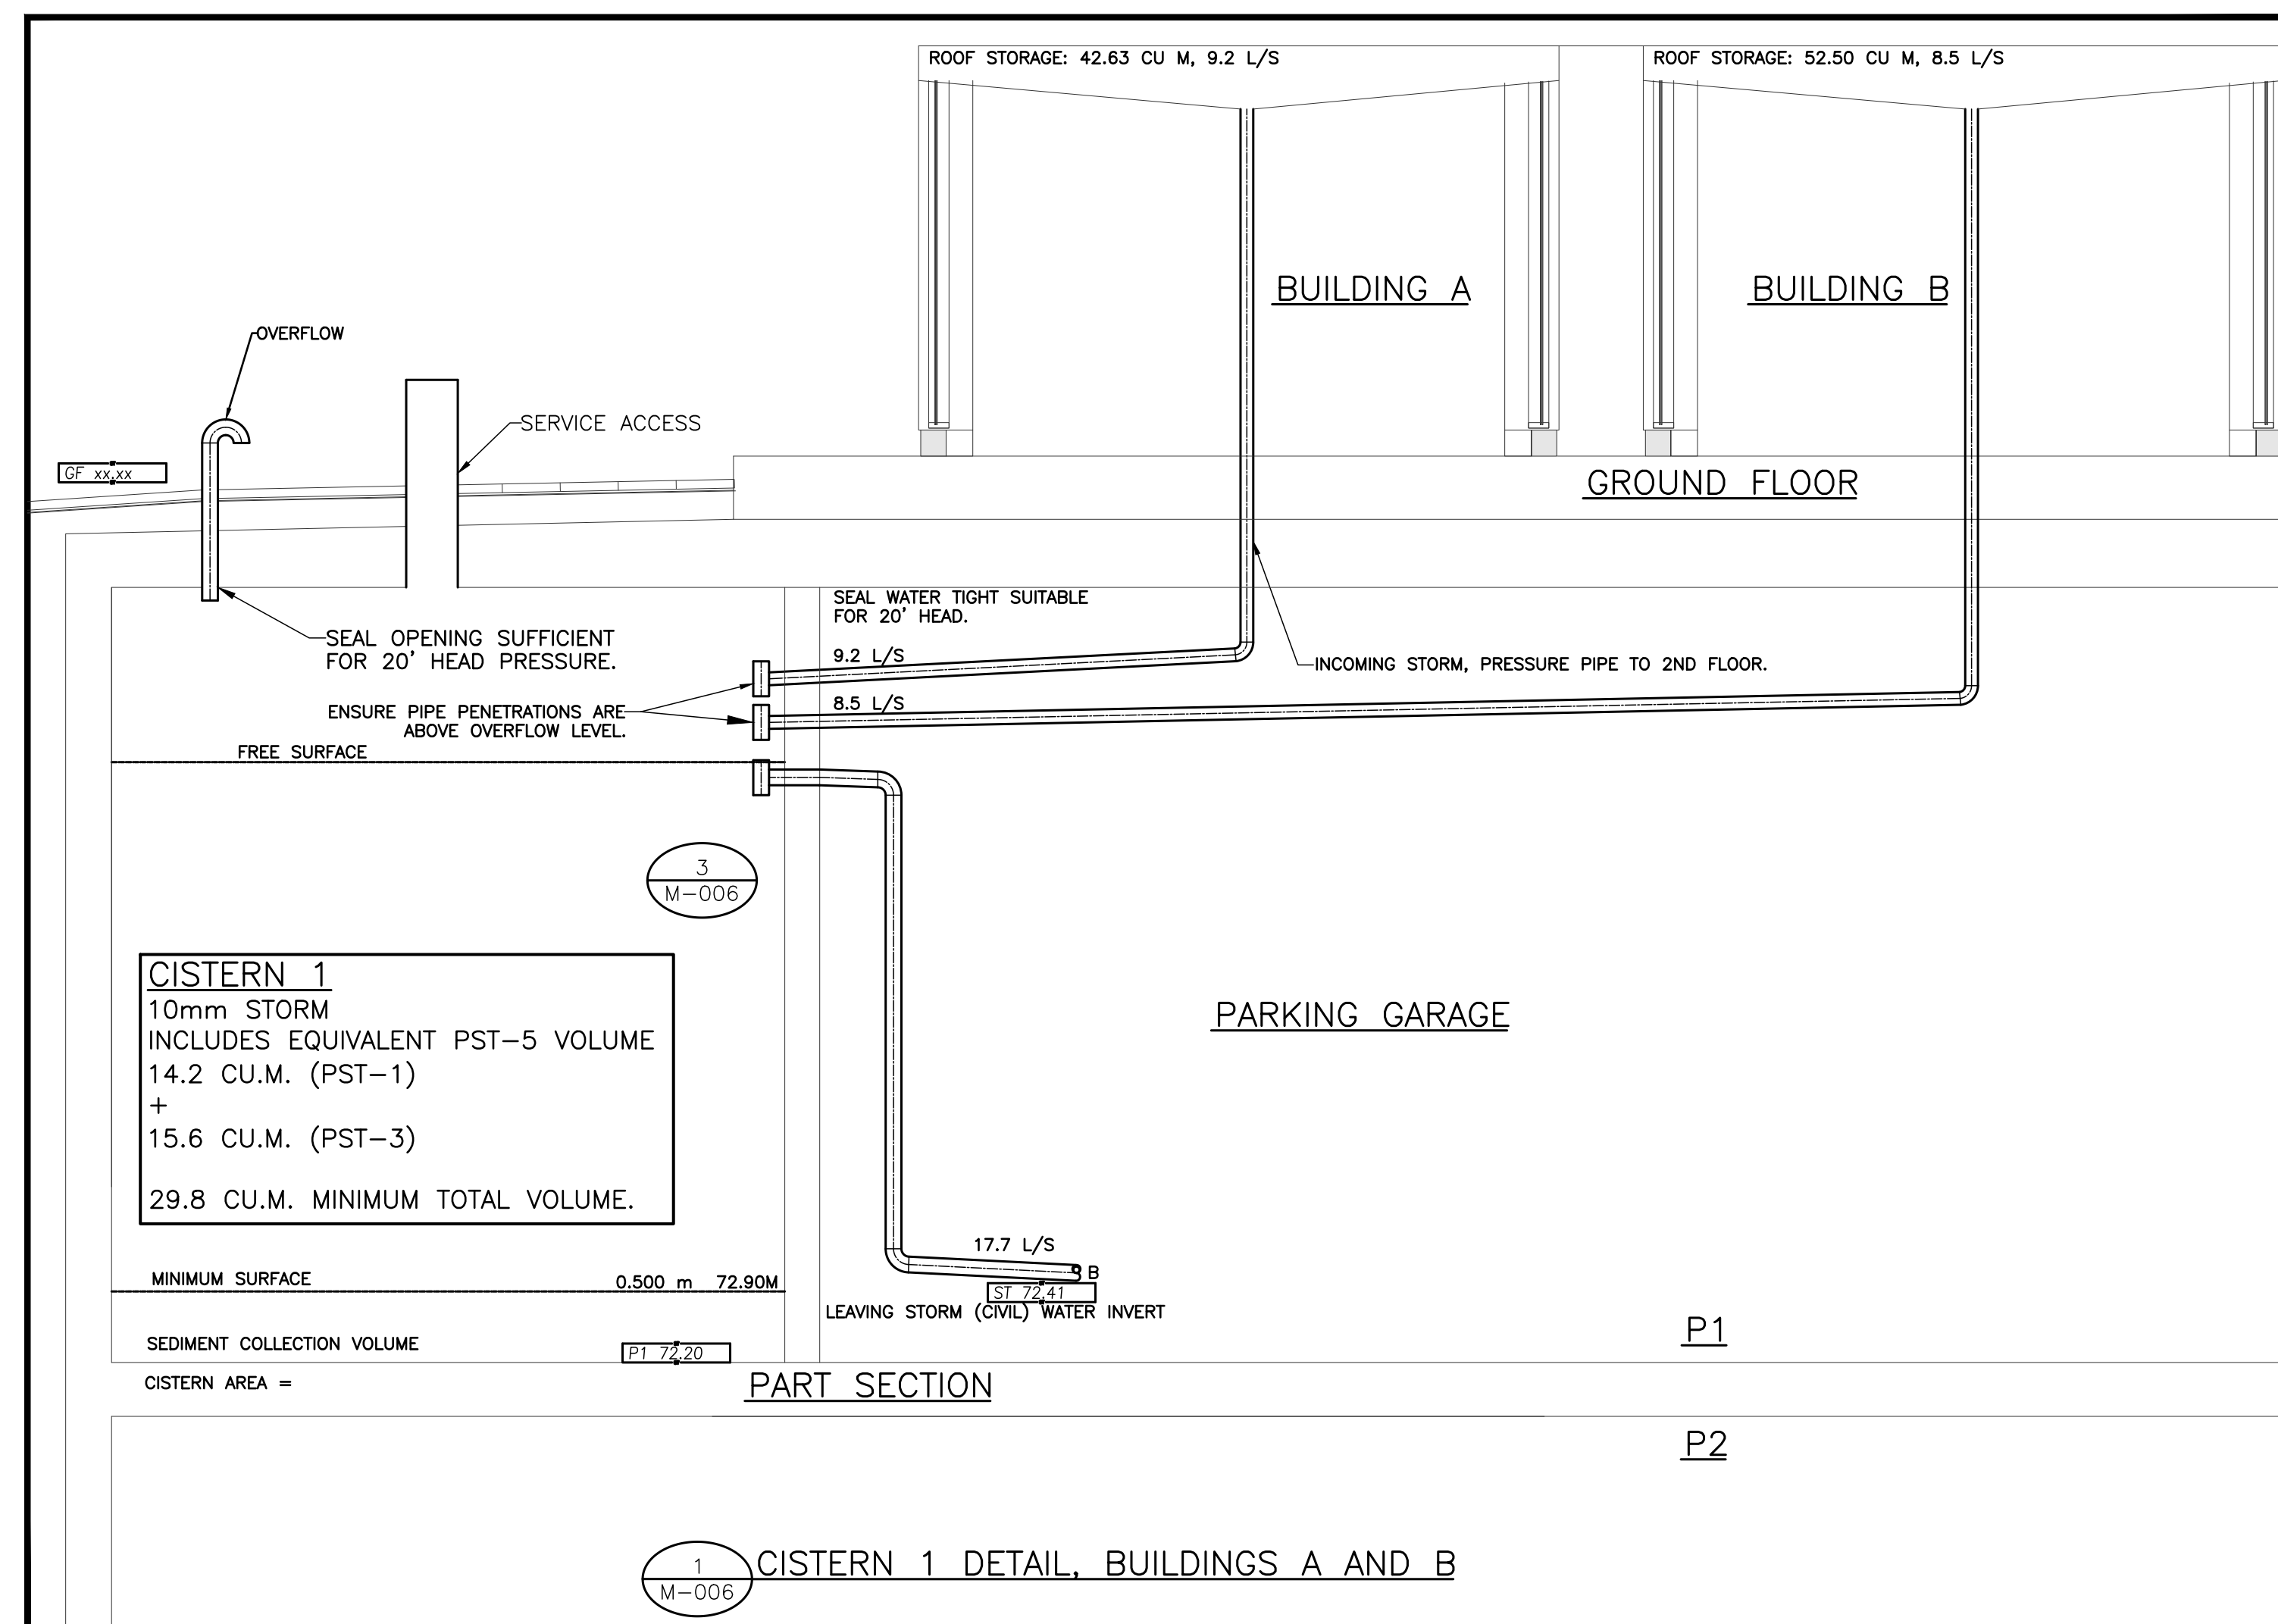 ROOF STORAGE: 42.63 CU M, 9.2 L/S
ROOF STORAGE: 52.50 CU M, 8.5 L/S
BUILDING A
BUILDING B
OVERFLOW
SERVICE ACCESS
GF xx.xx
GROUND FLOOR
SEAL WATER TIGHT SUITABLE
FOR 20' HEAD.
SEAL OPENING SUFFICIENT
FOR 20' HEAD PRESSURE.
9.2 L/S
INCOMING STORM, PRESSURE PIPE TO 2ND FLOOR.
8.5 L/S
ENSURE PIPE PENETRATIONS ARE
ABOVE OVERFLOW LEVEL.
FREE SURFACE
3
M-006
CISTERN 1
10mm STORM
INCLUDES EQUIVALENT PST-5 VOLUME
14.2 CU.M. (PST-1)
+
15.6 CU.M. (PST-3)
29.8 CU.M. MINIMUM TOTAL VOLUME.
PARKING GARAGE
17.7 L/S
B
ST 72.41
LEAVING STORM (CIVIL) WATER INVERT
MINIMUM SURFACE
0.500 m 72.90M
SEDIMENT COLLECTION VOLUME
P1 72.20
P1
CISTERN AREA =
PART SECTION
P2
1
M-006
CISTERN 1 DETAIL, BUILDINGS A AND B